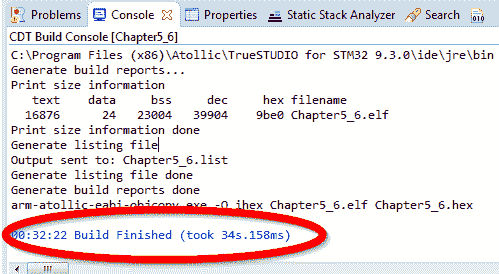 Problems Console Properties Static Stack Analyzer Search
CDT Build Console [Chapter5_6]
C:\Program Files (x86)\Atollic\TrueSTUDIO for STM32 9.3.0\ide\jre\bin
Generate build reports...
Print size information
text data bss dec hex filename
16876 24 23004 39904 9be0 Chapter5_6.elf
Print size information done
Generate listing file
Output sent to: Chapter5_6.list
Generate listing file done
Generate build reports done
arm-atollic-eabi-objcopy.exe -O ihex Chapter5_6.elf Chapter5_6.hex
00:32:22 Build Finished (took 34s.158ms)